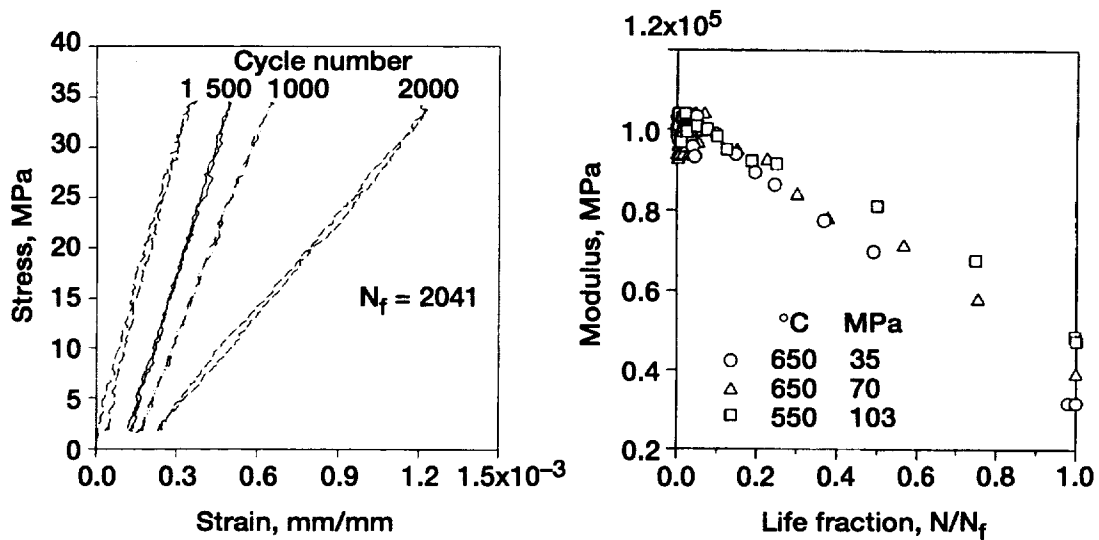 40
35
30
25
20
15
10
5
0
Stress, MPa
Cycle number
1 500 1000 2000
N_f = 2041
0.0 0.3 0.6 0.9 1.2 1.5x10⁻³
Strain, mm/mm
1.2x10⁵
1.0
0.8
0.6
0.4
0.2
Modulus, MPa
°C MPa
650 35
650 70
550 103
0.0 0.2 0.4 0.6 0.8 1.0
Life fraction, N/N_f